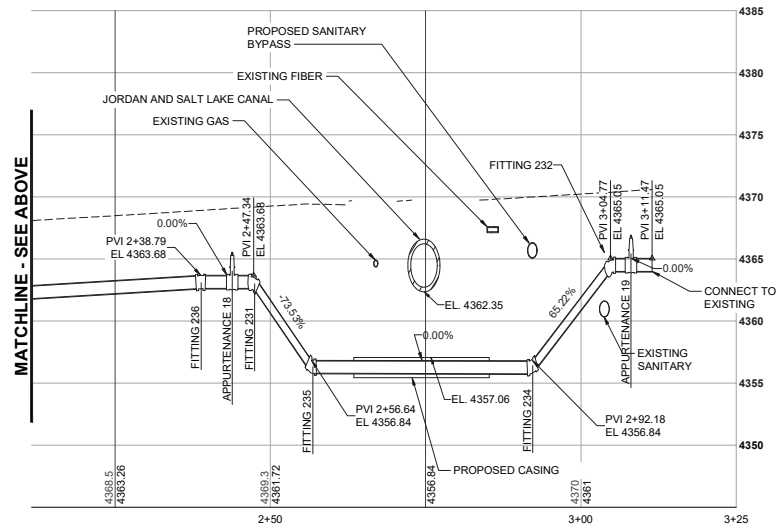 PROPOSED SANITARY
BYPASS
EXISTING FIBER
JORDAN AND SALT LAKE CANAL
EXISTING GAS
FITTING 232
MATCHLINE - SEE ABOVE
4385
4380
4375
4370
4365
4360
4355
4350
0.00%
PVI 2+38.79
EL 4363.68
PVI 2+47.34
EL 4363.68
PVI 3+04.77
EL 4365.05
PVI 3+11.47
EL 4365.05
0.00%
CONNECT TO
EXISTING
FITTING 236
APPURTENANCE 18
FITTING 231
-73.53%
EL. 4362.35
65.22%
APPURTENANCE 19
EXISTING
SANITARY
0.00%
EL. 4357.06
FITTING 235
PVI 2+56.64
EL 4356.84
FITTING 234
PVI 2+92.18
EL 4356.84
PROPOSED CASING
4368.5
4363.26
4369.3
4361.72
4356.84
4370
4361
2+50
3+00
3+25